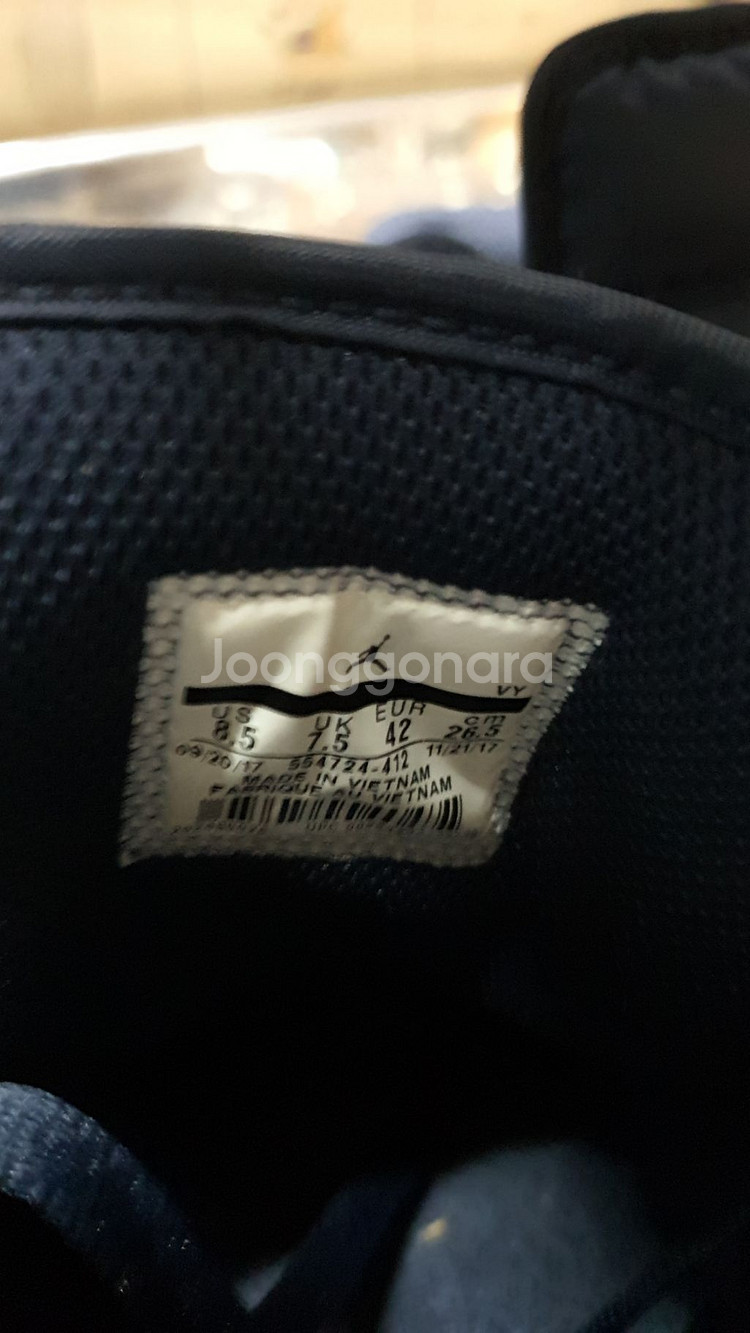 Joonggonara
VY
US UK EUR cm
8.5 7.5 42 26.5
09/20/17 554724-412 11/21/17
MADE IN VIETNAM
FABRIQUE AU VIETNAM
UPC